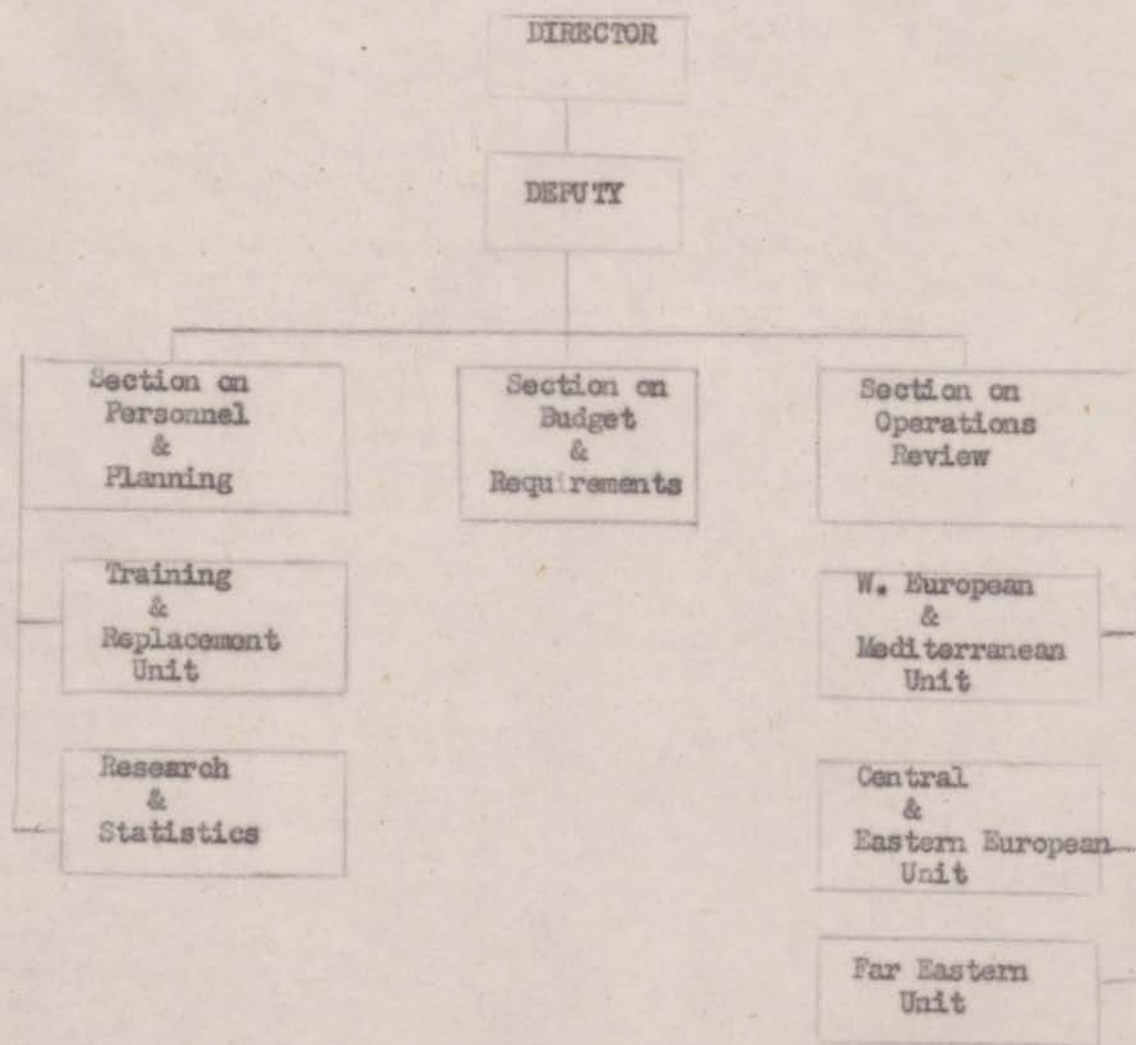 DIRECTOR
DEPUTY
Section on
Personnel
&
Planning
Training
&
Replacement
Unit
Research
&
Statistics
Section on
Budget
&
Requirements
Section on
Operations
Review
W. European
&
Mediterranean
Unit
Central
&
Eastern European
Unit
Far Eastern
Unit